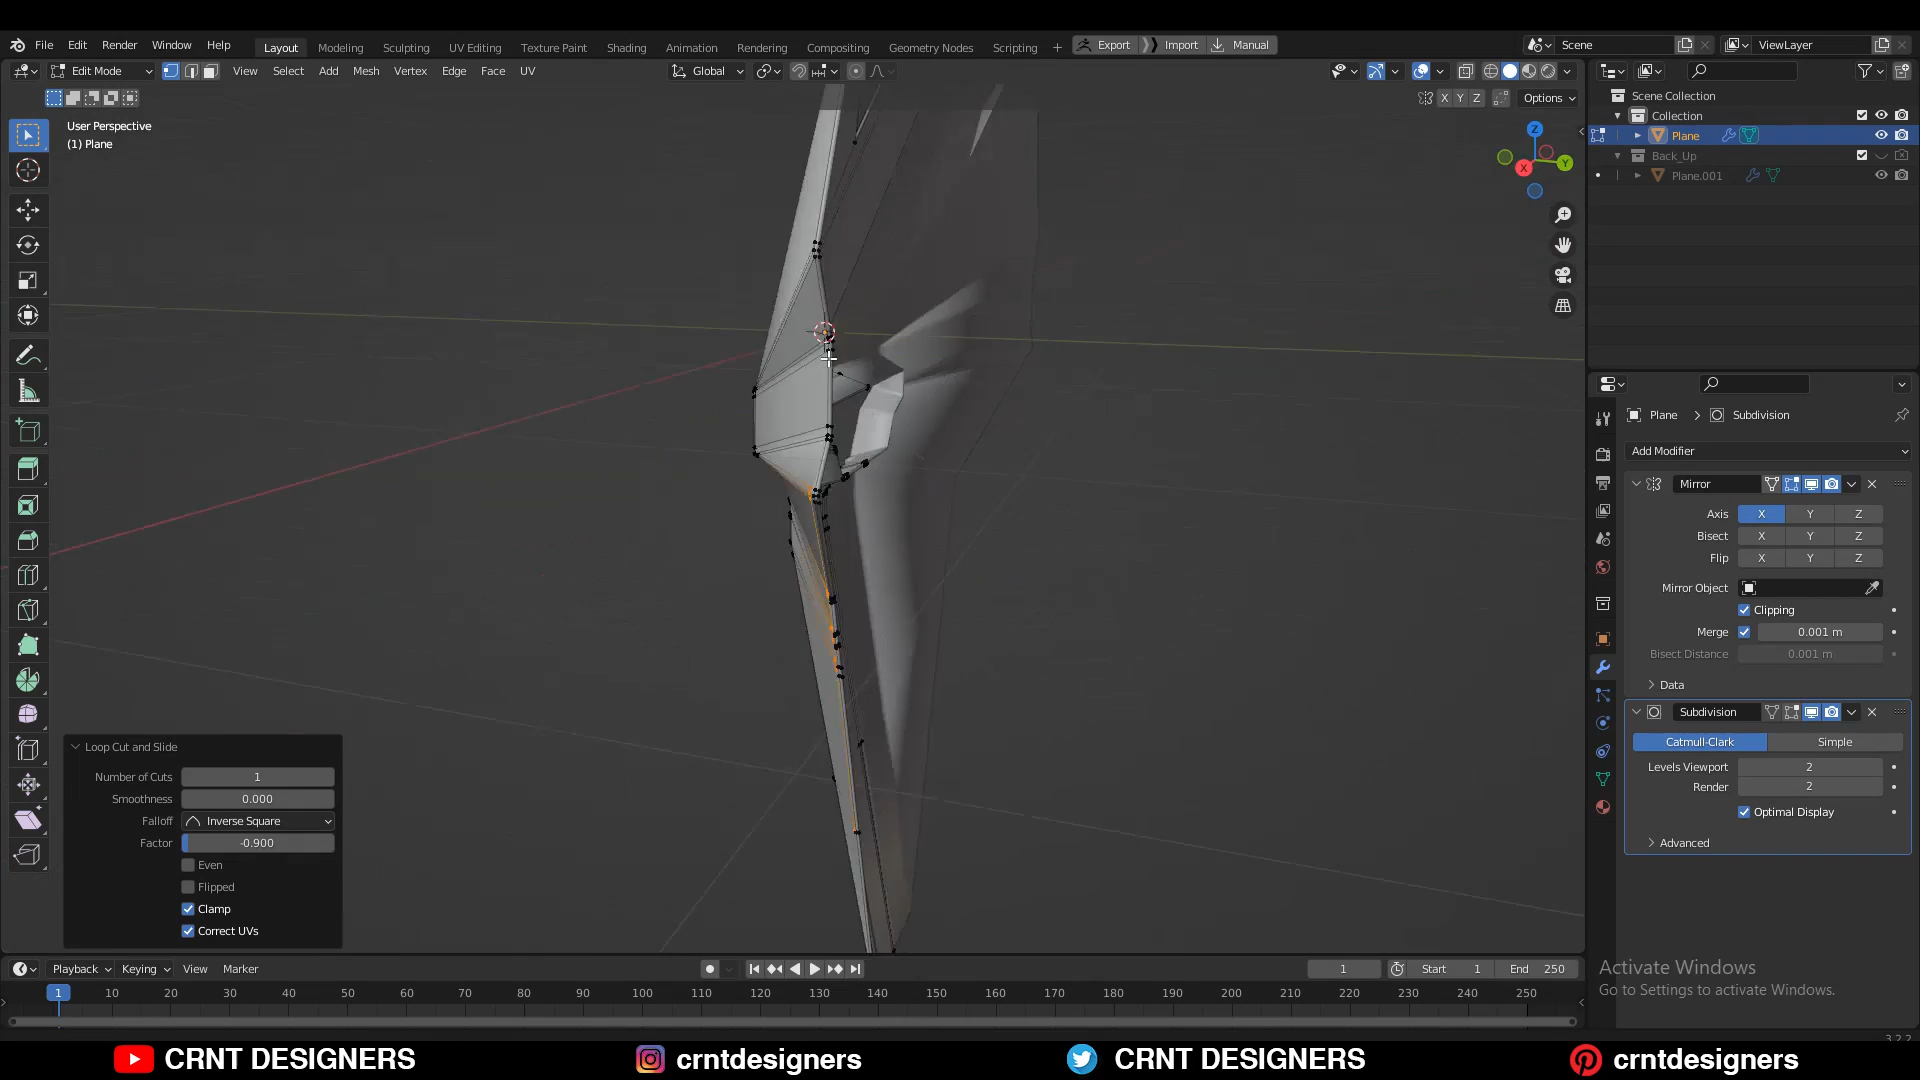 File Edit Render Window Help
Layout Modeling Sculpting UV Editing Texture Paint Shading Animation Rendering Compositing Geometry Nodes Scripting +
Export Import Manual
Scene ViewLayer
Edit Mode View Select Add Mesh Vertex Edge Face UV
Global
X Y Z Options
User Perspective
(1) Plane
Z
Y
X
Scene Collection
Collection
Plane
Back_Up
Plane.001
Plane > Subdivision
Add Modifier
Mirror
Axis X Y Z
Bisect X Y Z
Flip X Y Z
Mirror Object
Clipping
Merge 0.001 m
Bisect Distance 0.001 m
Data
Subdivision
Catmull-Clark Simple
Levels Viewport 2
Render 2
Optimal Display
Advanced
Loop Cut and Slide
Number of Cuts 1
Smoothness 0.000
Falloff Inverse Square
Factor -0.900
Even
Flipped
Clamp
Correct UVs
Playback Keying View Marker
1 Start 1 End 250
1 10 20 30 40 50 60 70 80 90 100 110 120 130 140 150 160 170 180 190 200 210 220 230 240 250
Activate Windows
Go to Settings to activate Windows.
3.2.2
CRNT DESIGNERS crntdesigners CRNT DESIGNERS crntdesigners